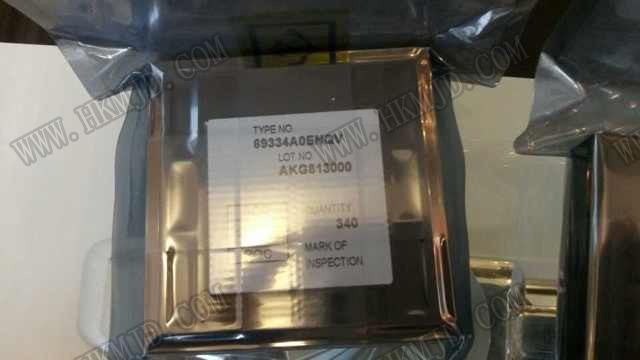 TYPE NO.
69334A05HQV
LOT NO
AKG813000
QUANTITY
340
MARK OF
INSPECTION
WWW.HKMJD.COM
WWW.HKMJD.COM
WWW.HKMJD.COM
WWW.HKMJD.COM